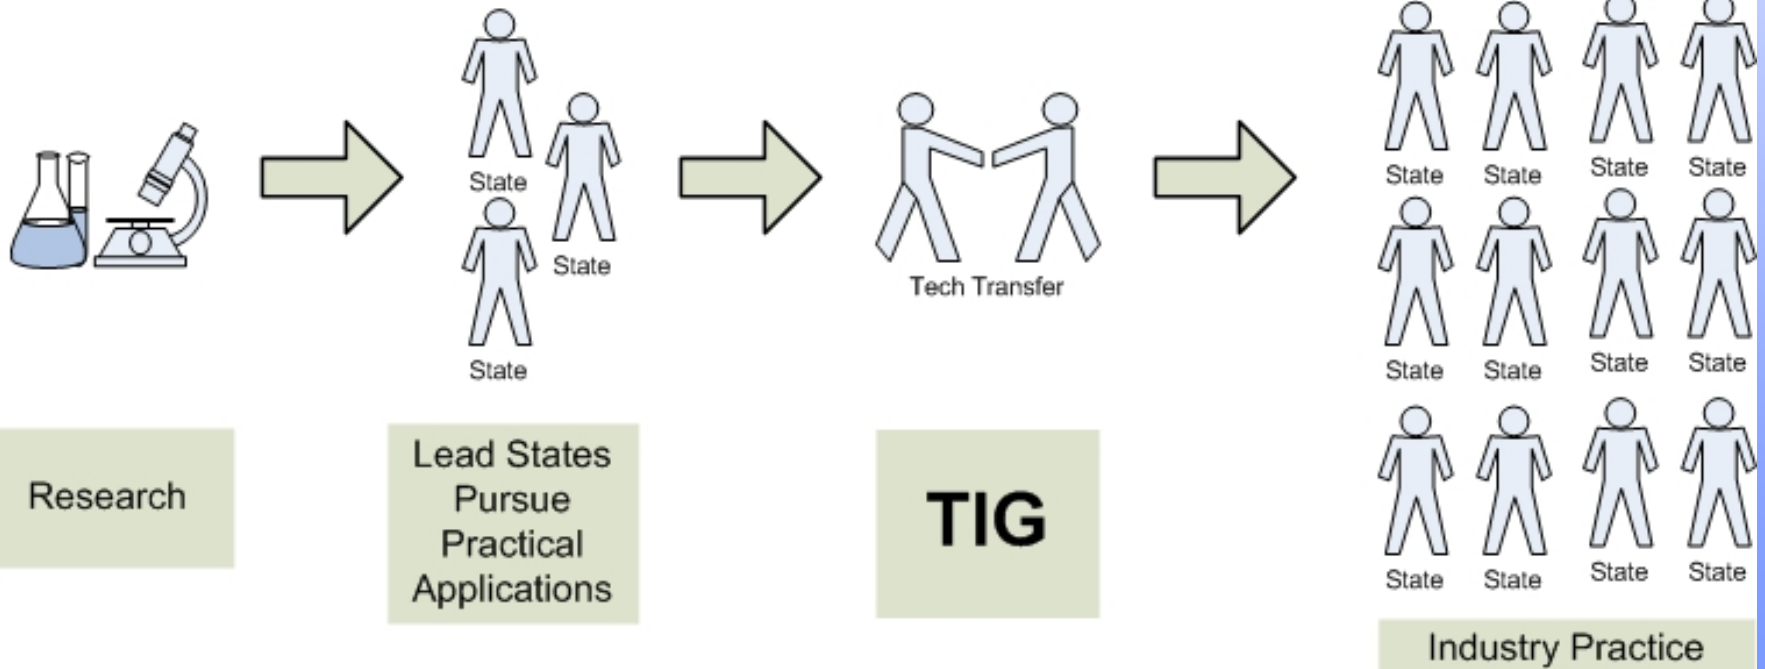 State
State
State
Tech Transfer
State State State State
State State State State
State State State State
Research
Lead States
Pursue
Practical
Applications
TIG
Industry Practice